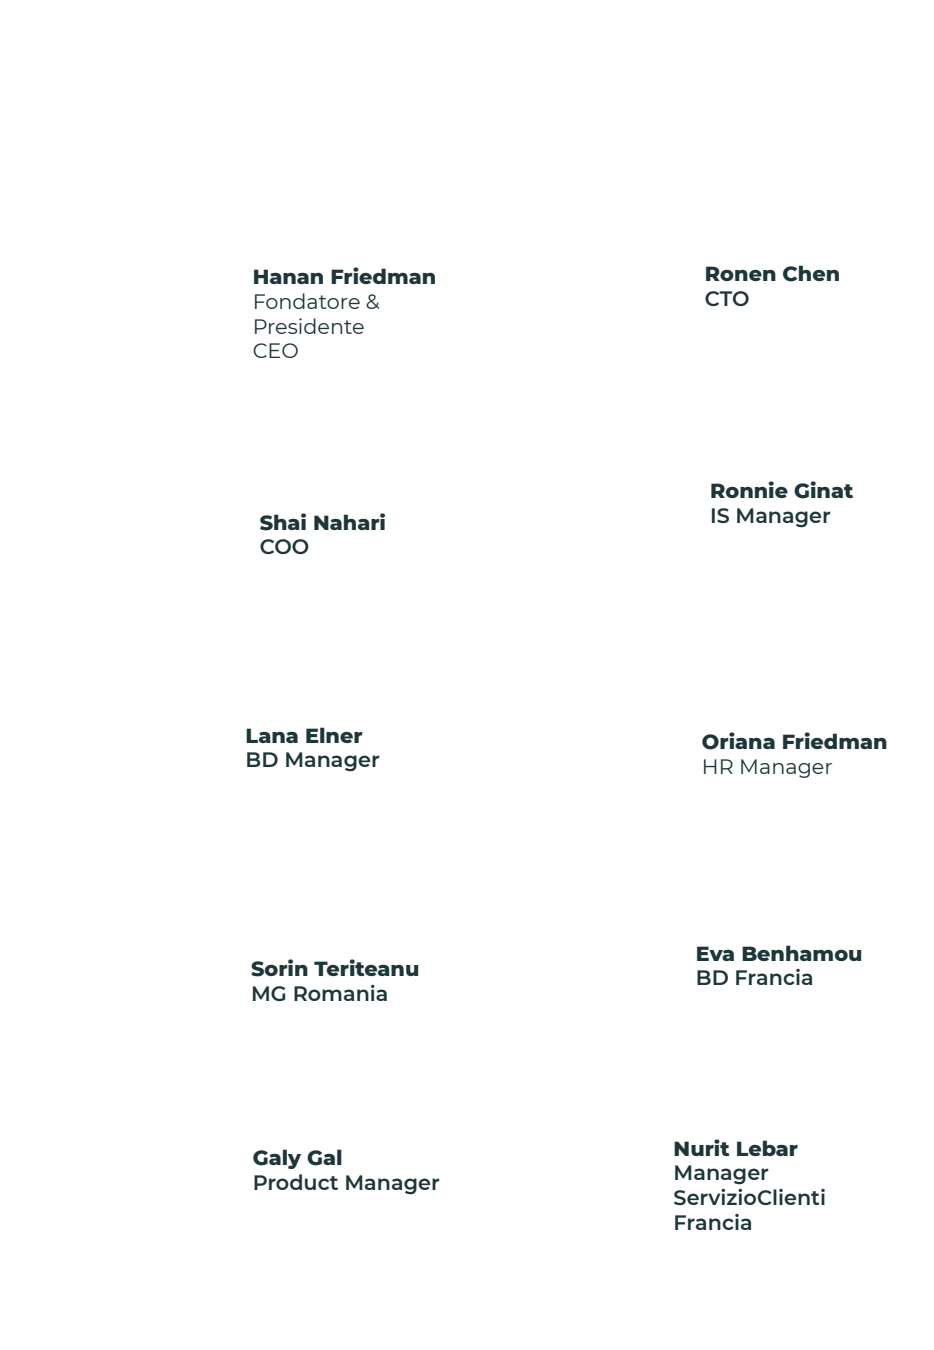 Hanan Friedman
Fondatore &
Presidente
CEO
Ronen Chen
CTO
Shai Nahari
COO
Ronnie Ginat
IS Manager
Lana Elner
BD Manager
Oriana Friedman
HR Manager
Sorin Teriteanu
MG Romania
Eva Benhamou
BD Francia
Galy Gal
Product Manager
Nurit Lebar
Manager
ServizioClienti
Francia